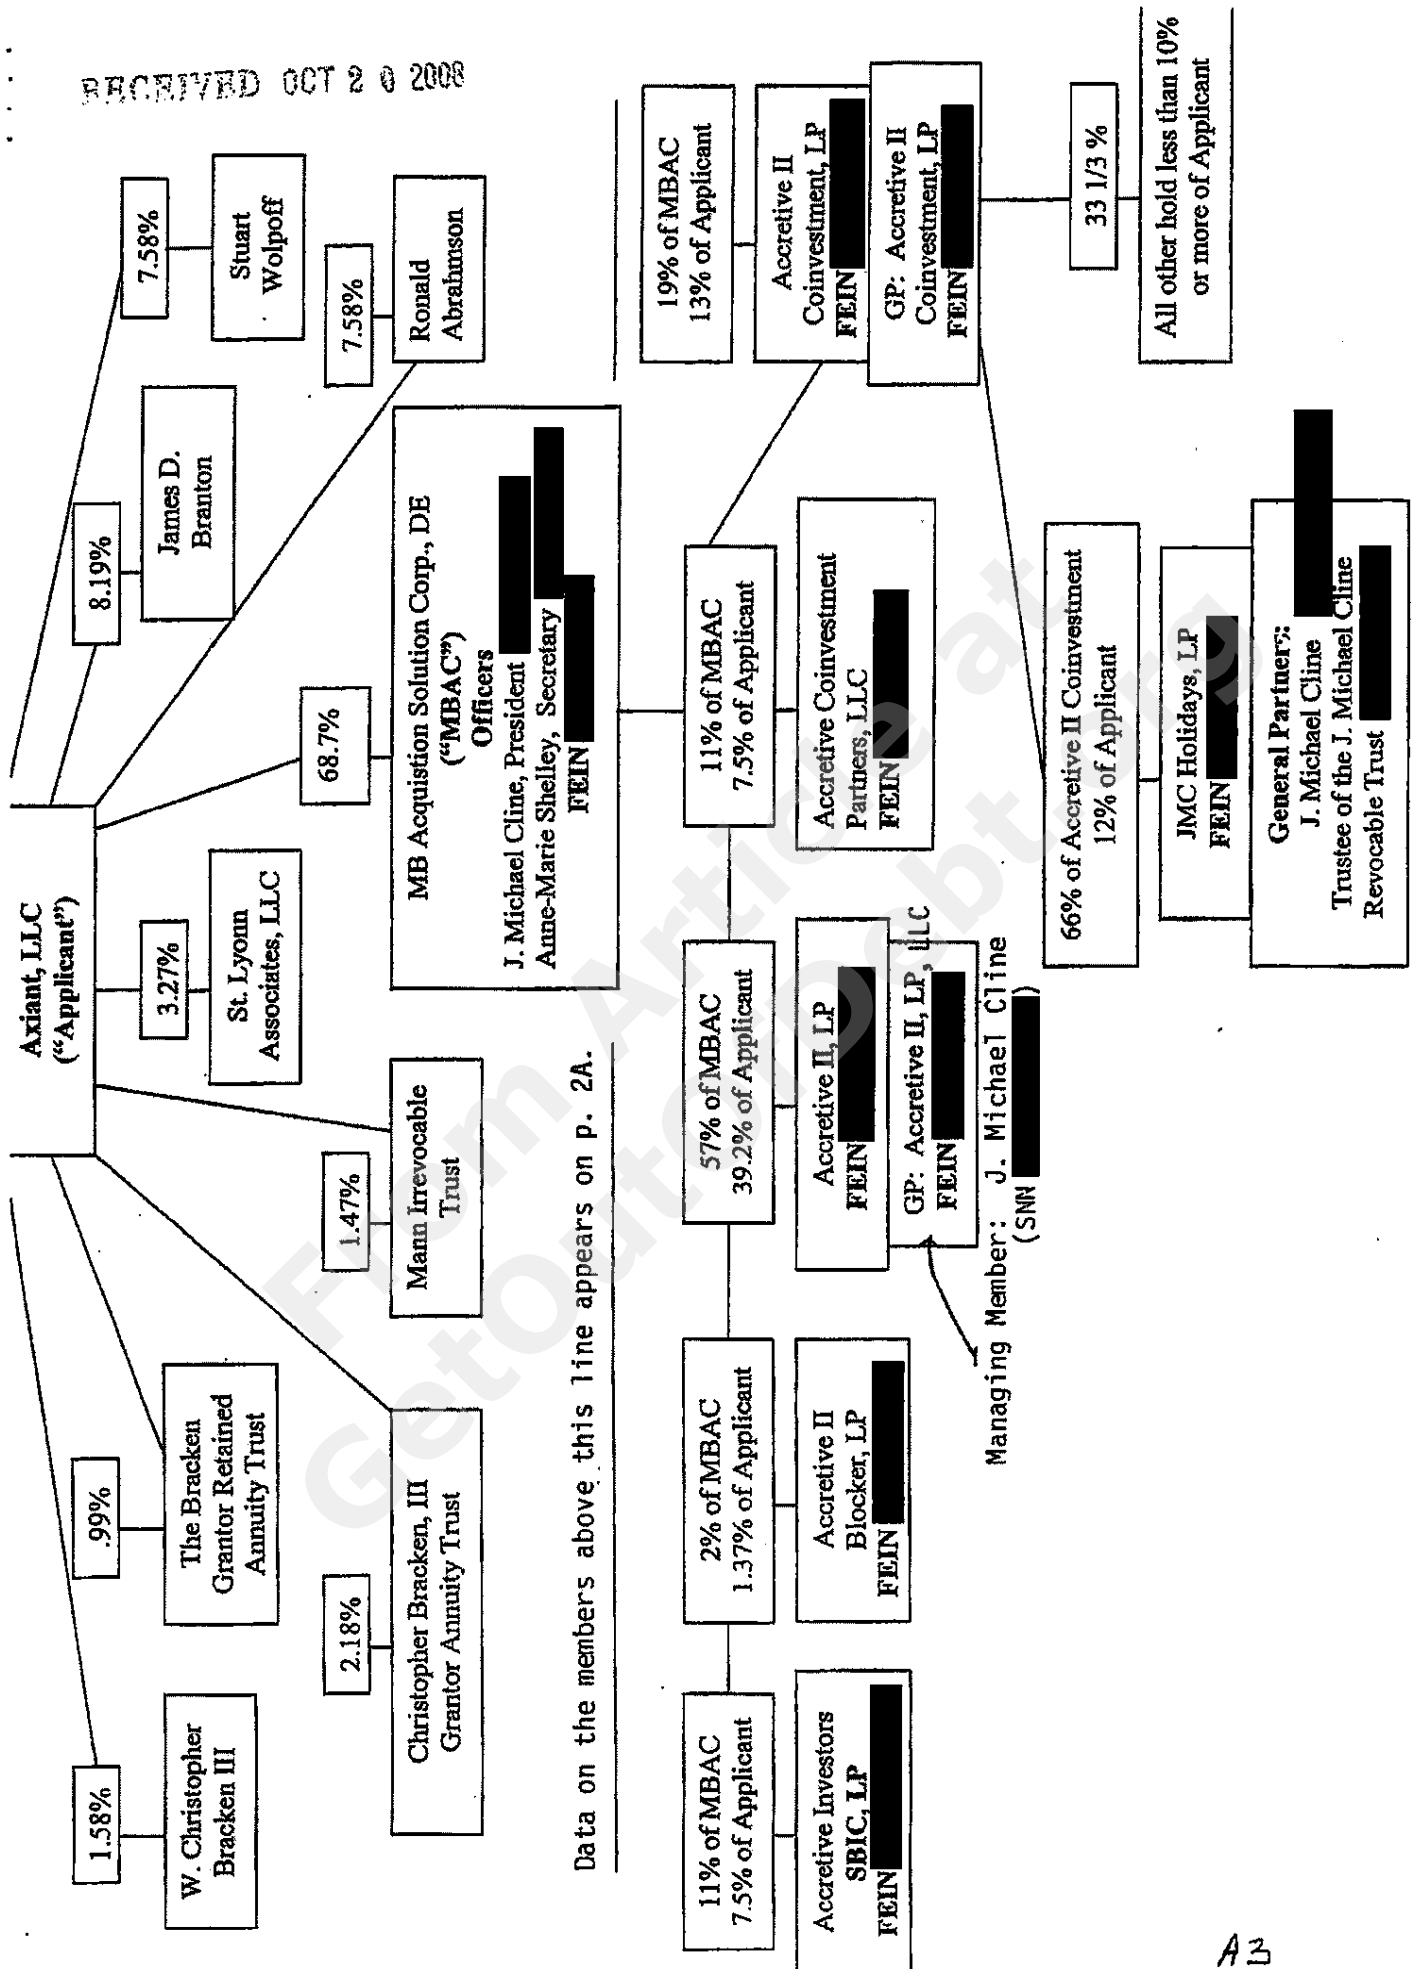 RECEIVED OCT 2 0 2008
Axiant, LLC
(“Applicant”)
1.58%
W. Christopher
Bracken III
.99%
The Bracken
Grantor Retained
Annuity Trust
3.27%
St. Lyonn
Associates, LLC
8.19%
James D.
Branton
7.58%
Stuart
Wolpoff
2.18%
Christopher Bracken, III
Grantor Annuity Trust
1.47%
Mann Irrevocable
Trust
68.7%
MB Acquistion Solution Corp., DE
(“MBAC”)
Officers
J. Michael Cline, President
Anne-Marie Shelley, Secretary
FEIN
7.58%
Ronald
Abrahmson
Data on the members above this line appears on p. 2A.
11% of MBAC
7.5% of Applicant
Accretive Investors
SBIC, LP
FEIN
2% of MBAC
1.37% of Applicant
Accretive II
Blocker, LP
FEIN
57% of MBAC
39.2% of Applicant
Accretive II, LP
FEIN
GP: Accretive II, LP, LLC
FEIN
Managing Member: J. Michael Cline
(SNN )
11% of MBAC
7.5% of Applicant
Accretive Coinvestment
Partners, LLC
FEIN
19% of MBAC
13% of Applicant
Accretive II
Coinvestment, LP
FEIN
GP: Accretive II
Coinvestment, LP
FEIN
66% of Accretive II Coinvestment
12% of Applicant
JMC Holidays, LP
FEIN
General Partners:
J. Michael Cline
Trustee of the J. Michael Cline
Revocable Trust
33 1/3 %
All other hold less than 10%
or more of Applicant
A3
From Article at
GetOutOfDebt.org